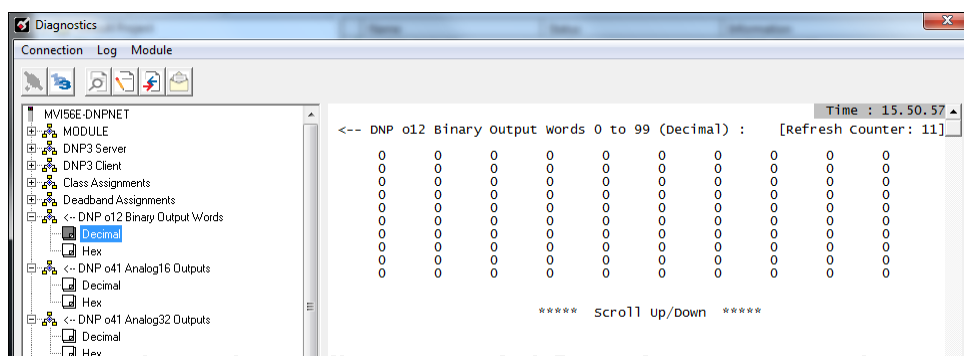 Diagnostics
Connection Log Module
MVI56E-DNPNET
MODULE
DNP3 Server
DNP3 Client
Class Assignments
Deadband Assignments
<-- DNP o12 Binary Output Words
Decimal
Hex
<-- DNP o41 Analog16 Outputs
Decimal
Hex
<-- DNP o41 Analog32 Outputs
Decimal
Hex
Time : 15.50.57
<-- DNP o12 Binary Output Words 0 to 99 (Decimal) : [Refresh Counter: 11]
0 0 0 0 0 0 0 0 0 0
0 0 0 0 0 0 0 0 0 0
0 0 0 0 0 0 0 0 0 0
0 0 0 0 0 0 0 0 0 0
0 0 0 0 0 0 0 0 0 0
0 0 0 0 0 0 0 0 0 0
0 0 0 0 0 0 0 0 0 0
0 0 0 0 0 0 0 0 0 0
0 0 0 0 0 0 0 0 0 0
0 0 0 0 0 0 0 0 0 0
***** Scroll Up/Down *****